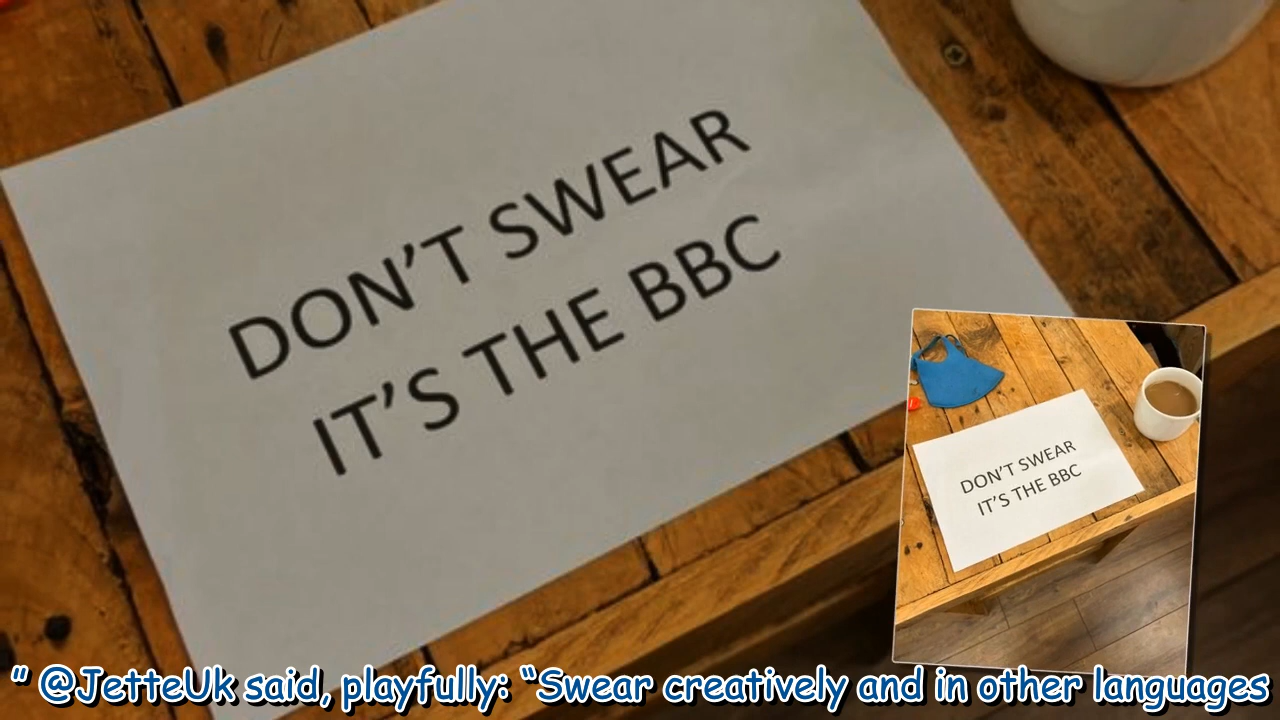 DON'T SWEAR
IT'S THE BBC
DON'T SWEAR
IT'S THE BBC
” @JetteUk said, playfully: “Swear creatively and in other languages